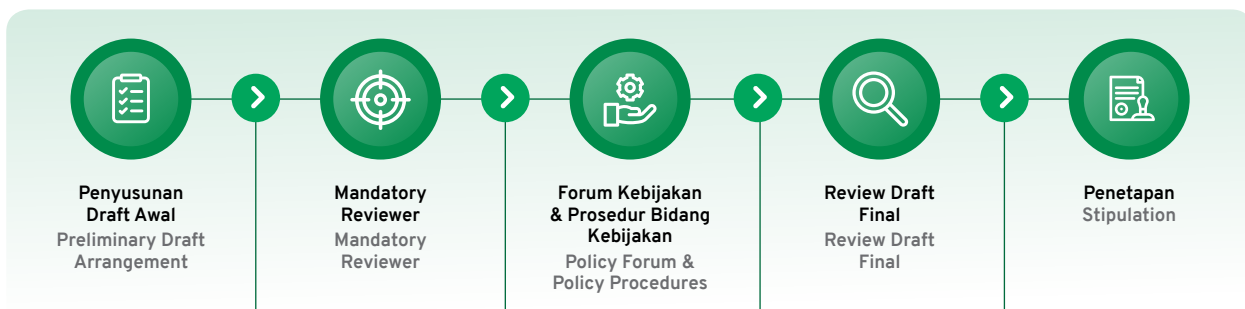 Penyusunan
Draft Awal
Preliminary Draft
Arrangement
Mandatory
Reviewer
Mandatory
Reviewer
Forum Kebijakan
& Prosedur Bidang
Kebijakan
Policy Forum &
Policy Procedures
Review Draft
Final
Review Draft
Final
Penetapan
Stipulation